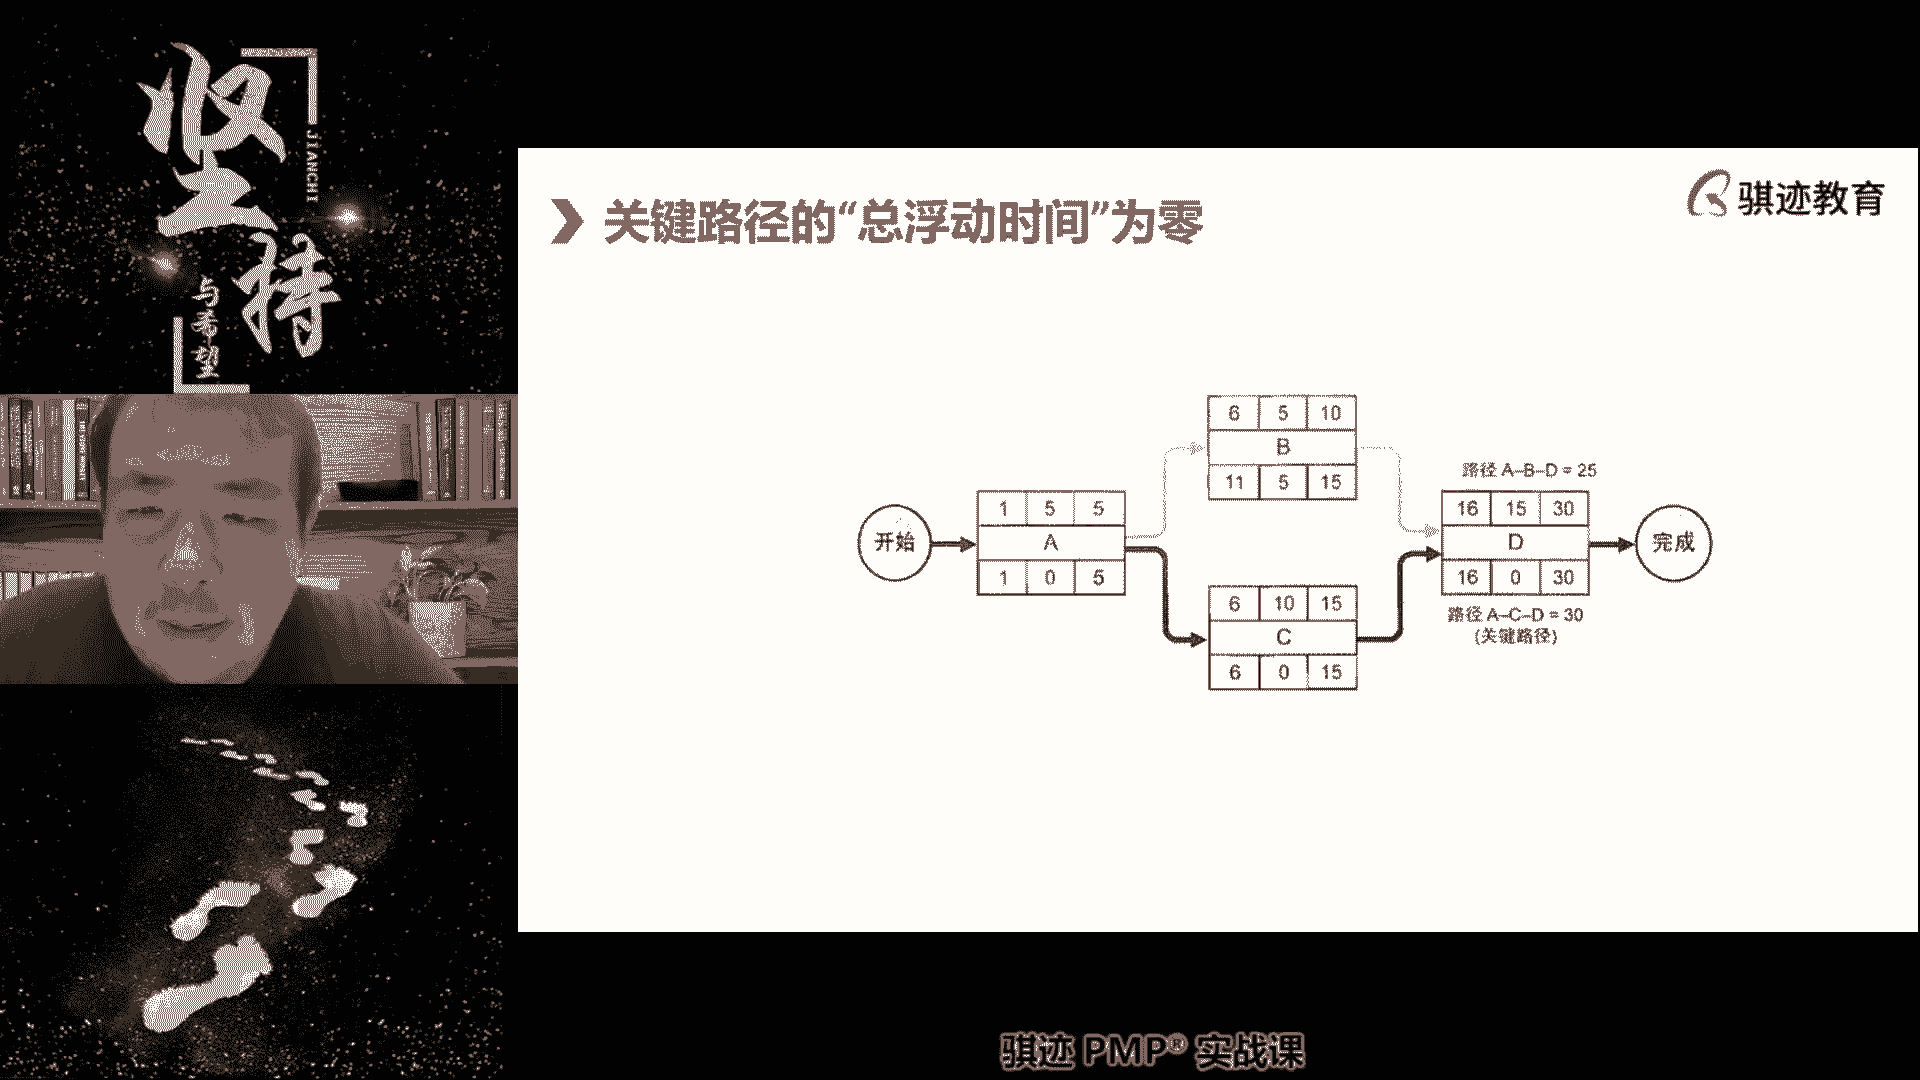 坚持
JIANCHI
与希望
骐迹教育
关键路径的“总浮动时间”为零
6 5 10
B
11 5 15
路径 A–B–D = 25
1 5 5
A
1 0 5
开始
16 15 30
D
16 0 30
完成
路径 A–C–D = 30
(关键路径)
6 10 15
C
6 0 15
骐迹 PMP® 实战课